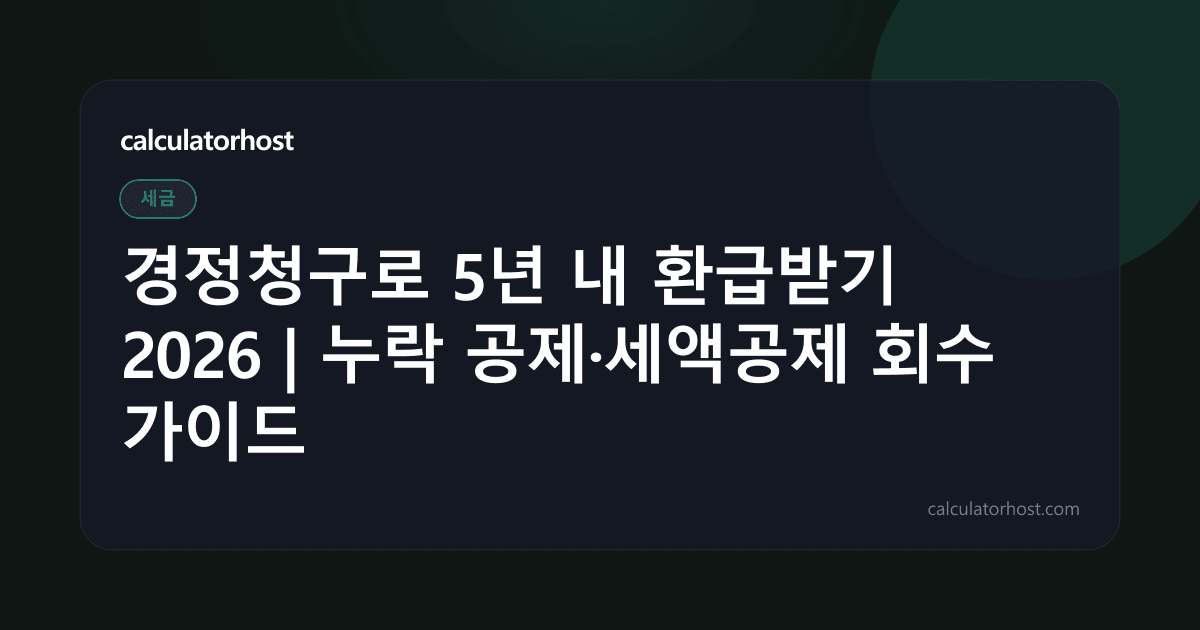 calculatorhost
세금
경정청구로 5년 내 환급받기
2026 | 누락 공제·세액공제 회수
가이드
calculatorhost.com